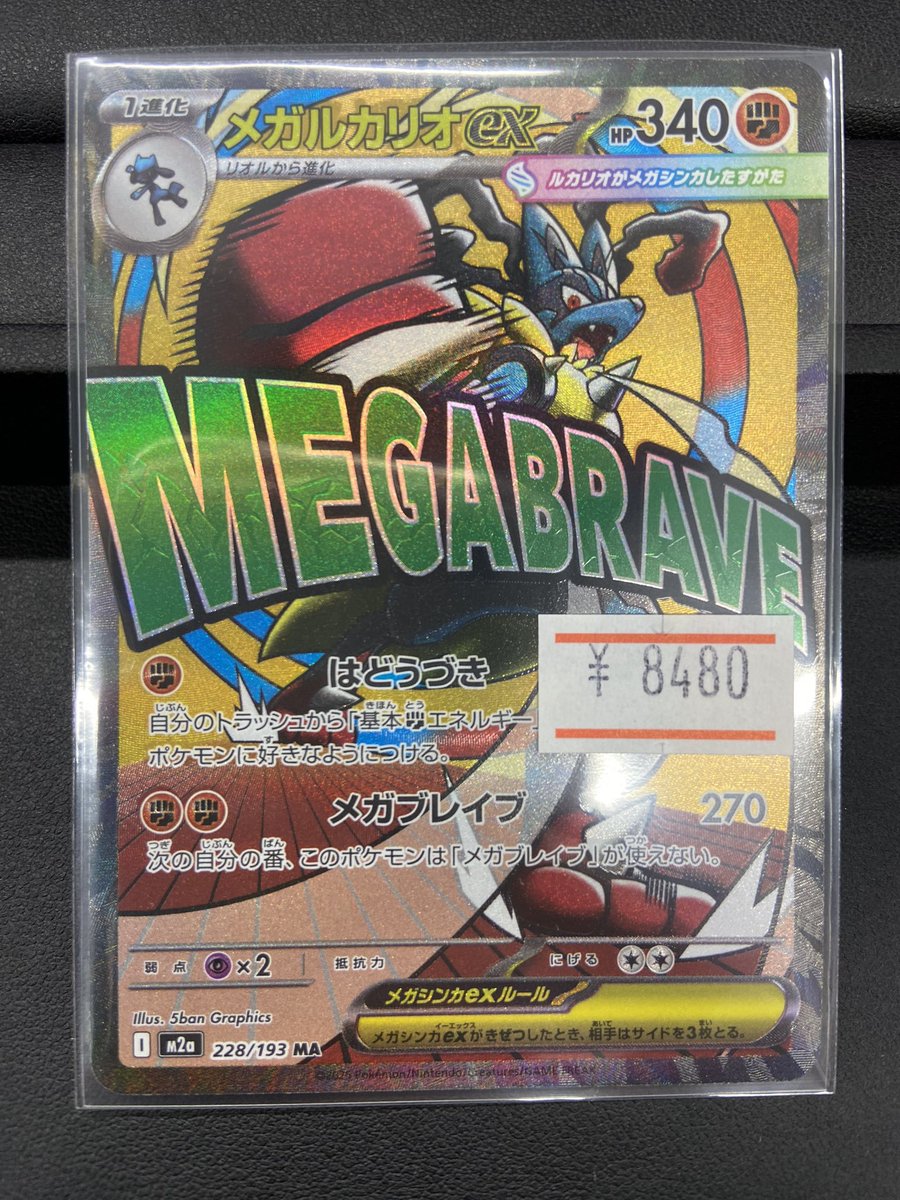 1進化
メガルカリオex
HP340
リオルから進化
ルカリオがメガシンカしたすがた
MEGABRAVE
はどうづき
¥ 8480
自分のトラッシュから「基本エネルギー」
ポケモンに好きなようにつける。
メガブレイブ 270
次の自分の番、このポケモンは「メガブレイブ」が使えない。
弱点 ×2 抵抗力 にげる
メガシンカexルール
メガシンカexがきぜつしたとき、相手はサイドを3枚とる。
Illus. 5ban Graphics
I m2a 228/193 MA
©2025 Pokémon/Nintendo/Creatures/GAME FREAK